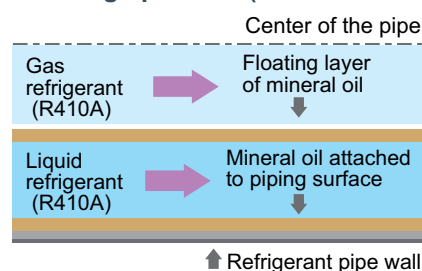 Center of the pipe
Gas
refrigerant
(R410A)
Floating layer
of mineral oil
Liquid
refrigerant
(R410A)
Mineral oil attached
to piping surface
Refrigerant pipe wall